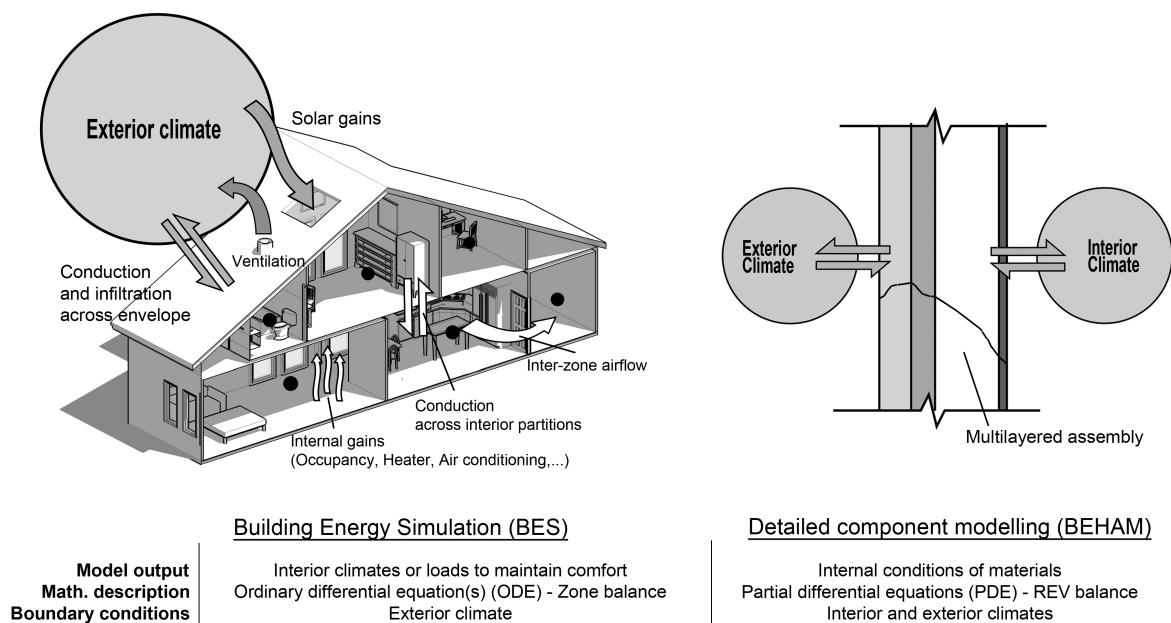 Exterior climate
Solar gains
Ventilation
Conduction
and infiltration
across envelope
Inter-zone airflow
Conduction
across interior partitions
Internal gains
(Occupancy, Heater, Air conditioning,...)
Exterior
Climate
Interior
Climate
Multilayered assembly
Building Energy Simulation (BES)
Detailed component modelling (BEHAM)
Model output
Interior climates or loads to maintain comfort
Internal conditions of materials
Math. description
Ordinary differential equation(s) (ODE) - Zone balance
Partial differential equations (PDE) - REV balance
Boundary conditions
Exterior climate
Interior and exterior climates